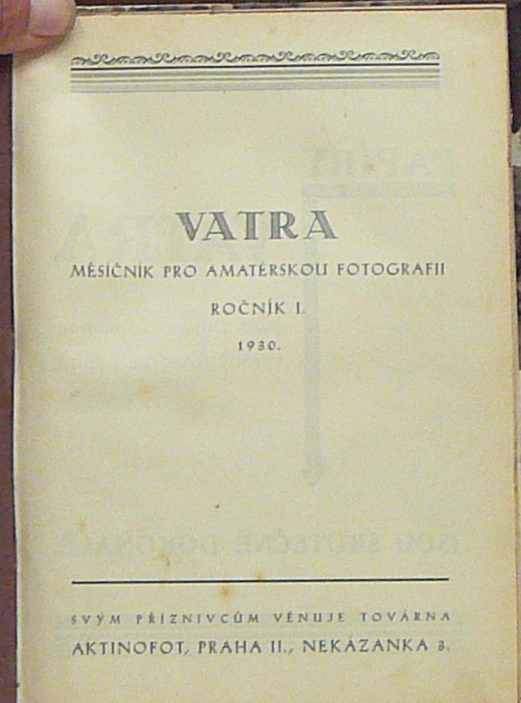 VATRA
MĚSÍČNÍK PRO AMATÉRSKOU FOTOGRAFII
ROČNÍK I.
1930.
SVÝM PŘÍZNIVCŮM VĚNUJE TOVÁRNA
AKTINOFOT, PRAHA II., NEKÁZANKA 3.